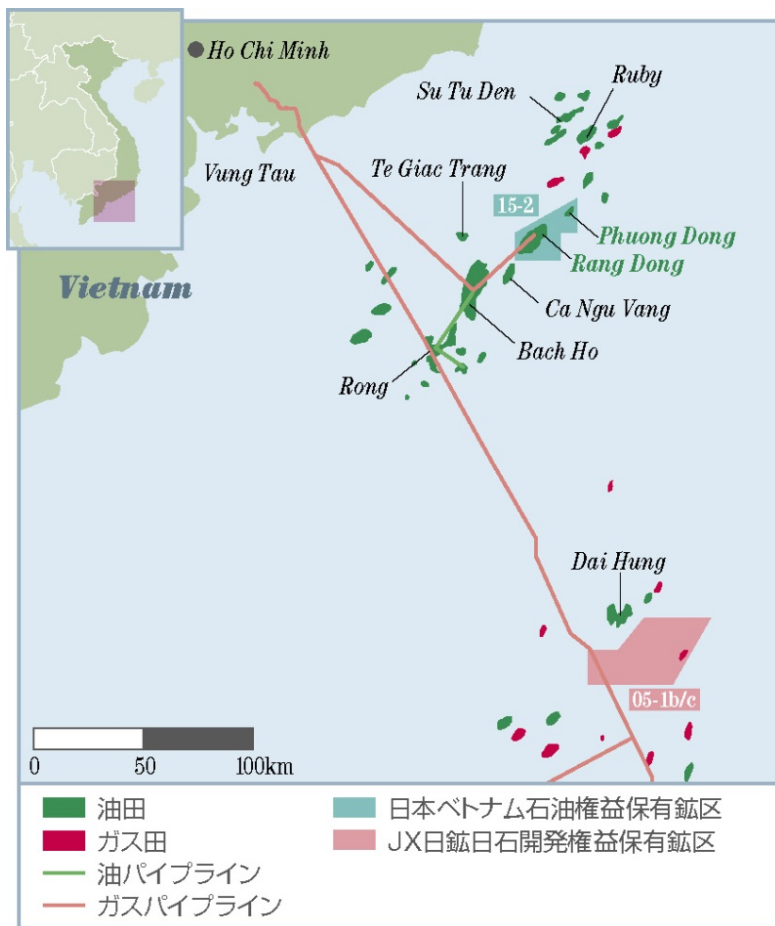 Ho Chi Minh
Su Tu Den
Ruby
Vung Tau
Te Giac Trang
15-2
Phuong Dong
Rang Dong
Vietnam
Ca Ngu Vang
Bach Ho
Rong
Dai Hung
05-1b/c
0 50 100km
油田
ガス田
油パイプライン
ガスパイプライン
日本ベトナム石油権益保有鉱区
JX日鉱日石開発権益保有鉱区